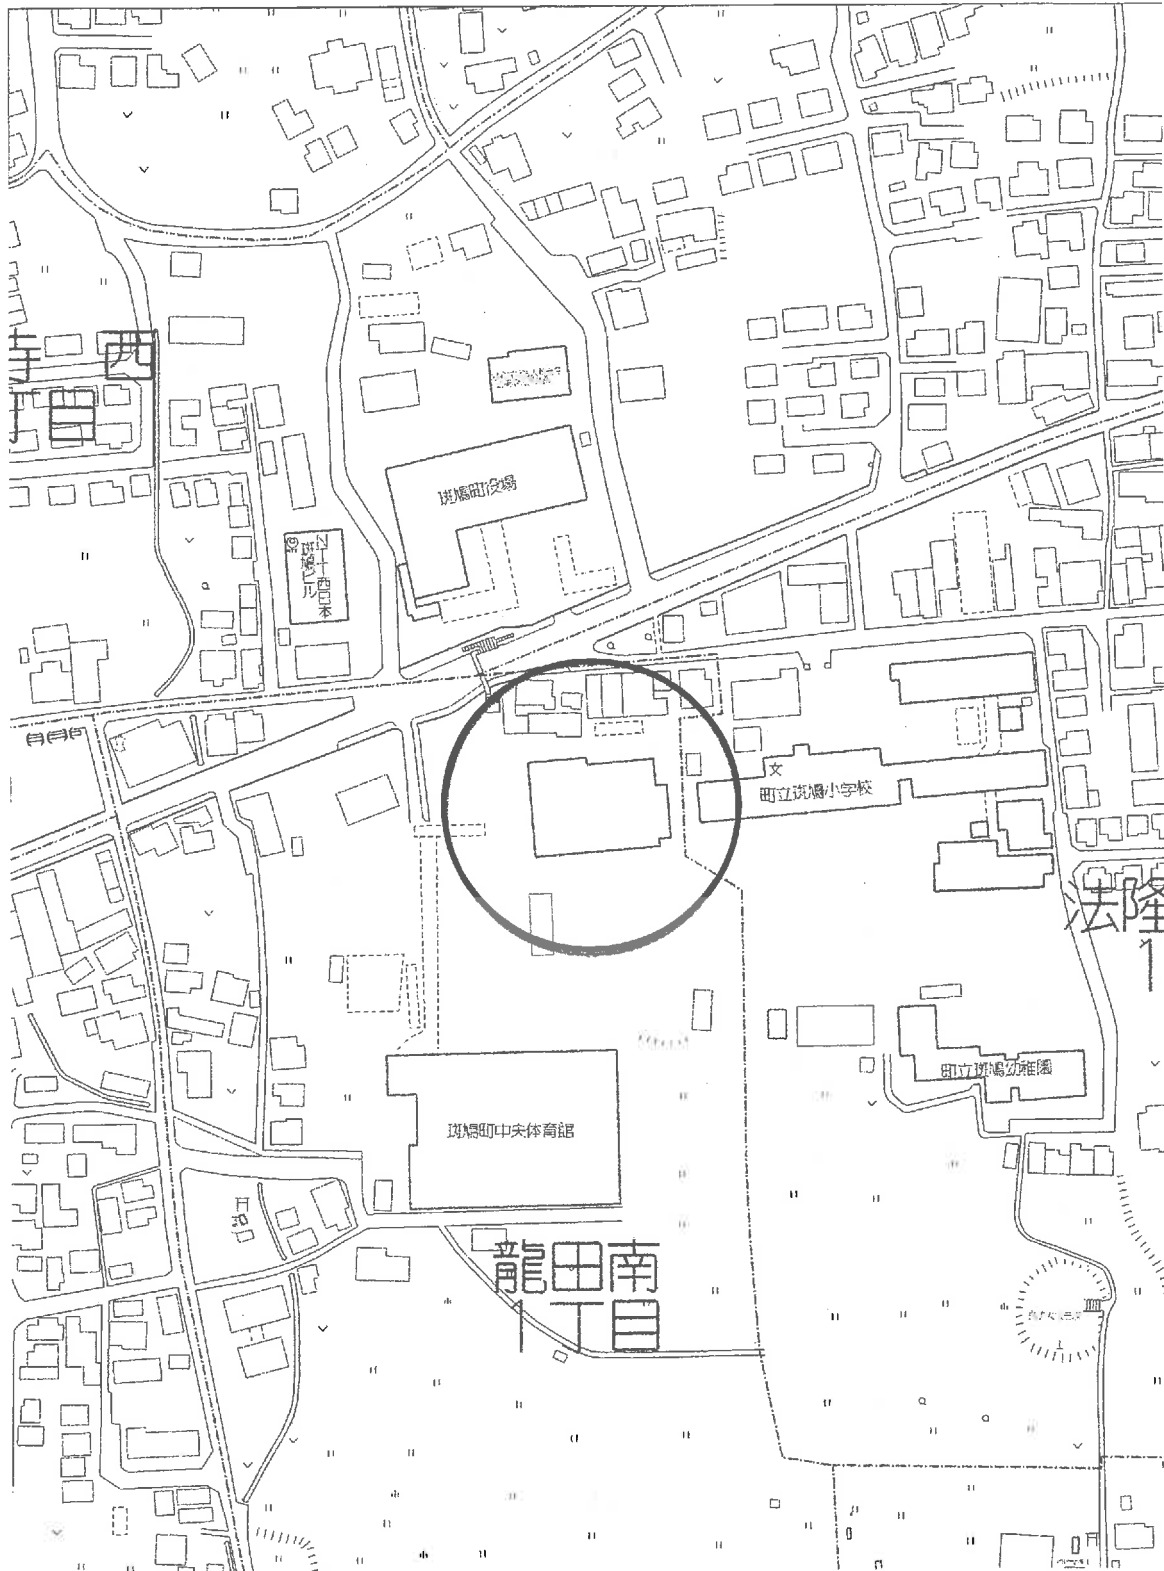 寺西
丁目
斑鳩町役場
NTT西日本
斑鳩ビル
文
町立斑鳩小学校
法隆
1
町立斑鳩幼稚園
斑鳩町中央体育館
龍田南
1丁目